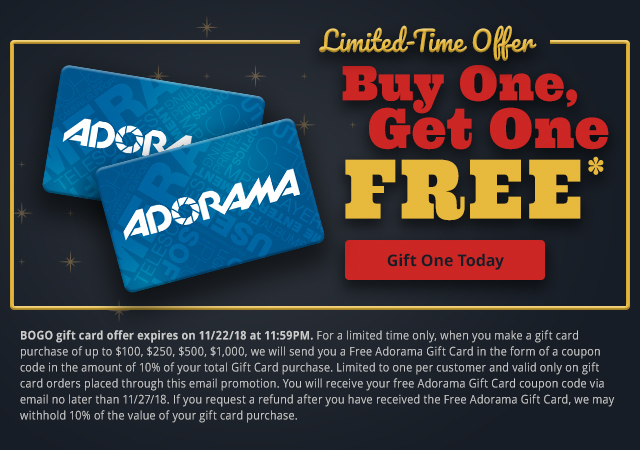 Limited-Time Offer
Buy One,
Get One
FREE*
ADORAMA
Gift One Today
BOGO gift card offer expires on 11/22/18 at 11:59PM. For a limited time only, when you make a gift card
purchase of up to $100, $250, $500, $1,000, we will send you a Free Adorama Gift Card in the form of a coupon
code in the amount of 10% of your total Gift Card purchase. Limited to one per customer and valid only on gift
card orders placed through this email promotion. You will receive your free Adorama Gift Card coupon code via
email no later than 11/27/18. If you request a refund after you have received the Free Adorama Gift Card, we may
withhold 10% of the value of your gift card purchase.